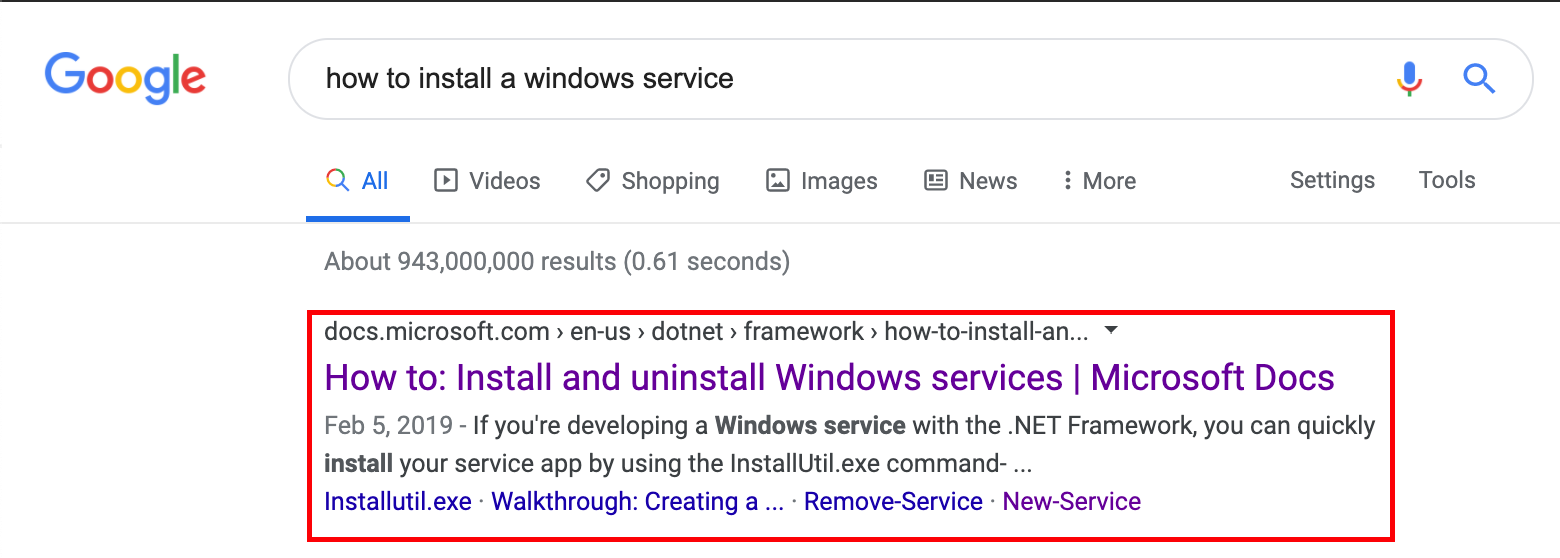 Google
how to install a windows service
All Videos Shopping Images News More Settings Tools
About 943,000,000 results (0.61 seconds)
docs.microsoft.com › en-us › dotnet › framework › how-to-install-an...
How to: Install and uninstall Windows services | Microsoft Docs
Feb 5, 2019 - If you're developing a Windows service with the .NET Framework, you can quickly
install your service app by using the InstallUtil.exe command- ...
Installutil.exe · Walkthrough: Creating a ... · Remove-Service · New-Service